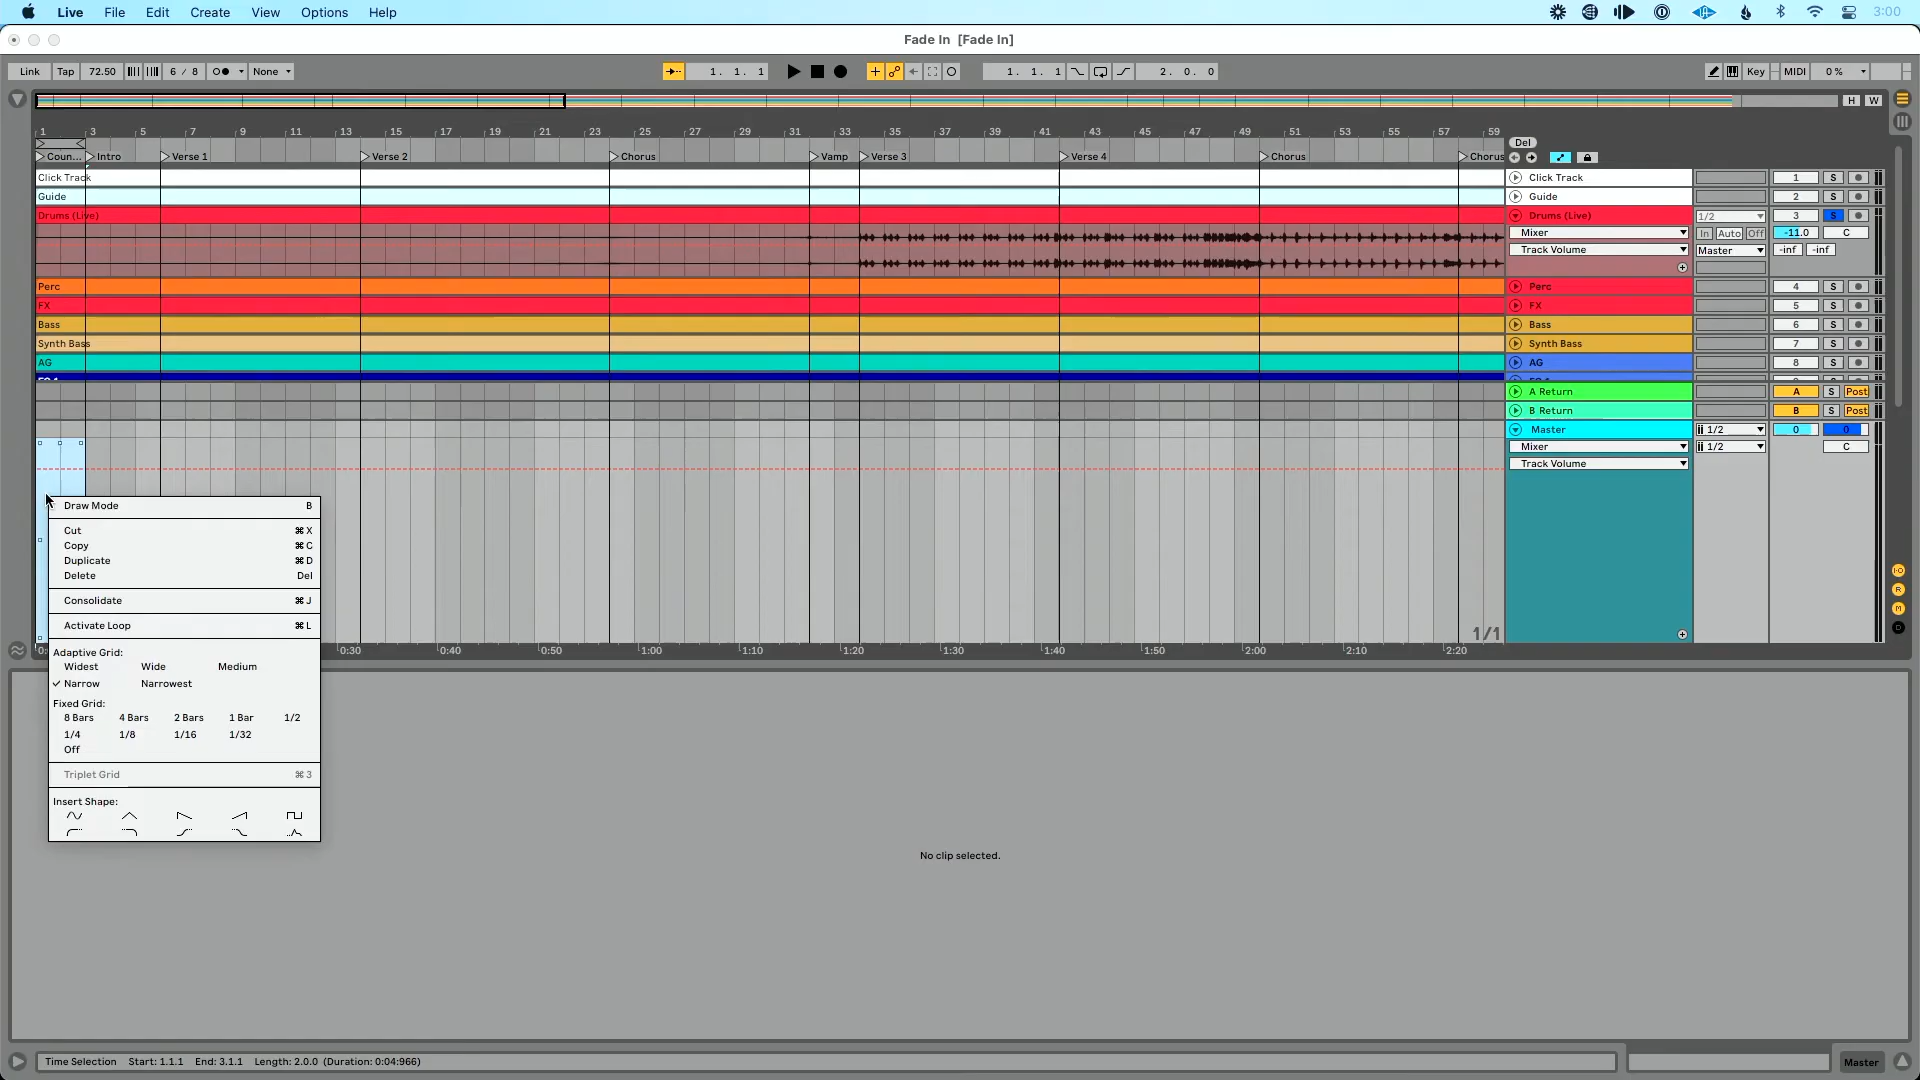 Live File Edit Create View Options Help 3:00
Fade In [Fade In]
Link Tap 72.50 6 / 8 None 1. 1. 1 1. 1. 1 2. 0. 0 Key MIDI 0 %
H W
1 3 5 7 9 11 13 15 17 19 21 23 25 27 29 31 33 35 37 39 41 43 45 47 49 51 53 55 57 59
Del
Coun... Intro Verse 1 Verse 2 Chorus Vamp Verse 3 Verse 4 Chorus Chorus
Click Track Click Track 1 S
Guide Guide 2 S
Drums (Live) Drums (Live) 1/2 3 S
Mixer In Auto Off -11.0 C
Track Volume Master -inf -inf
Perc Perc 4 S
FX FX 5 S
Bass Bass 6 S
Synth Bass Synth Bass 7 S
AG AG 8 S
A Return A S Post
B Return B S Post
Master 1/2 0 0
Mixer 1/2 C
Track Volume
Draw Mode B
Cut ⌘ X
Copy ⌘ C
Duplicate ⌘ D
Delete Del
Consolidate ⌘ J
Activate Loop ⌘ L
Adaptive Grid:
Widest Wide Medium
✓ Narrow Narrowest
Fixed Grid:
8 Bars 4 Bars 2 Bars 1 Bar 1/2
1/4 1/8 1/16 1/32
Off
Triplet Grid ⌘ 3
Insert Shape:
I·O
R
M
D
1/1
0:30 0:40 0:50 1:00 1:10 1:20 1:30 1:40 1:50 2:00 2:10 2:20
No clip selected.
Time Selection Start: 1.1.1 End: 3.1.1 Length: 2.0.0 (Duration: 0:04:966)
Master